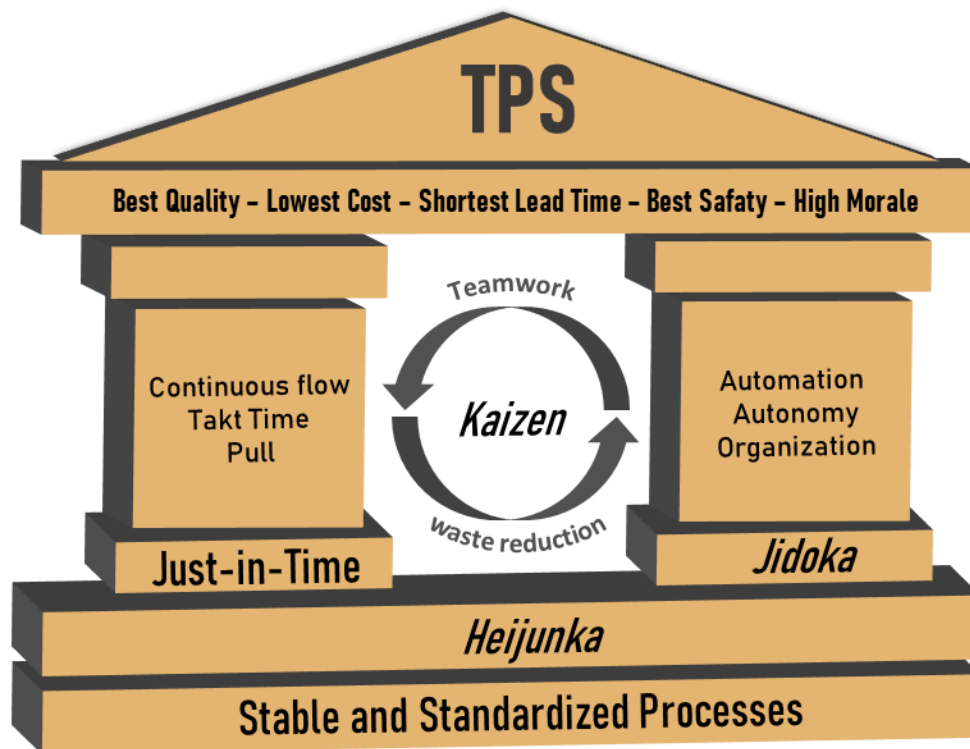 TPS
Best Quality – Lowest Cost – Shortest Lead Time – Best Safaty – High Morale
Teamwork
Continuous flow
Takt Time
Pull
Kaizen
Automation
Autonomy
Organization
waste reduction
Just-in-Time
Jidoka
Heijunka
Stable and Standardized Processes